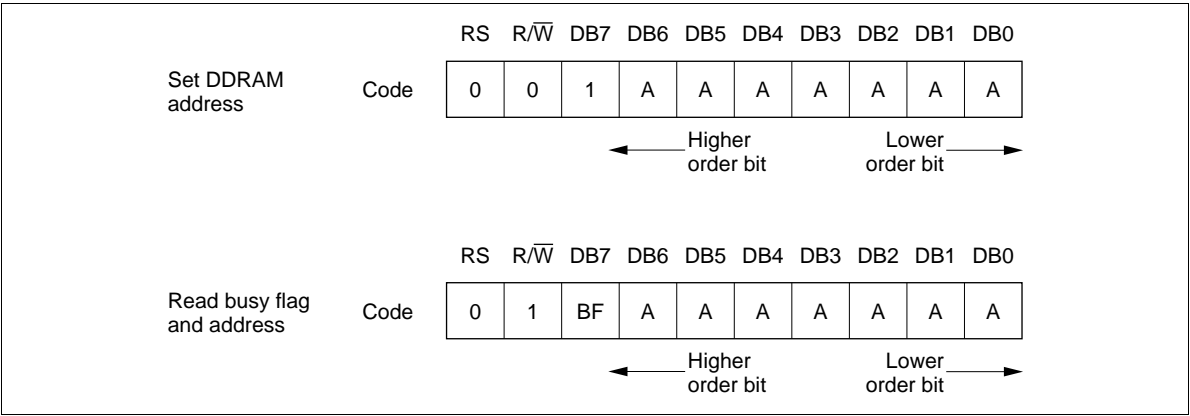 RS R/W̅ DB7 DB6 DB5 DB4 DB3 DB2 DB1 DB0
Set DDRAM
address
Code 0 0 1 A A A A A A A
Higher
order bit
Lower
order bit
RS R/W̅ DB7 DB6 DB5 DB4 DB3 DB2 DB1 DB0
Read busy flag
and address
Code 0 1 BF A A A A A A A
Higher
order bit
Lower
order bit